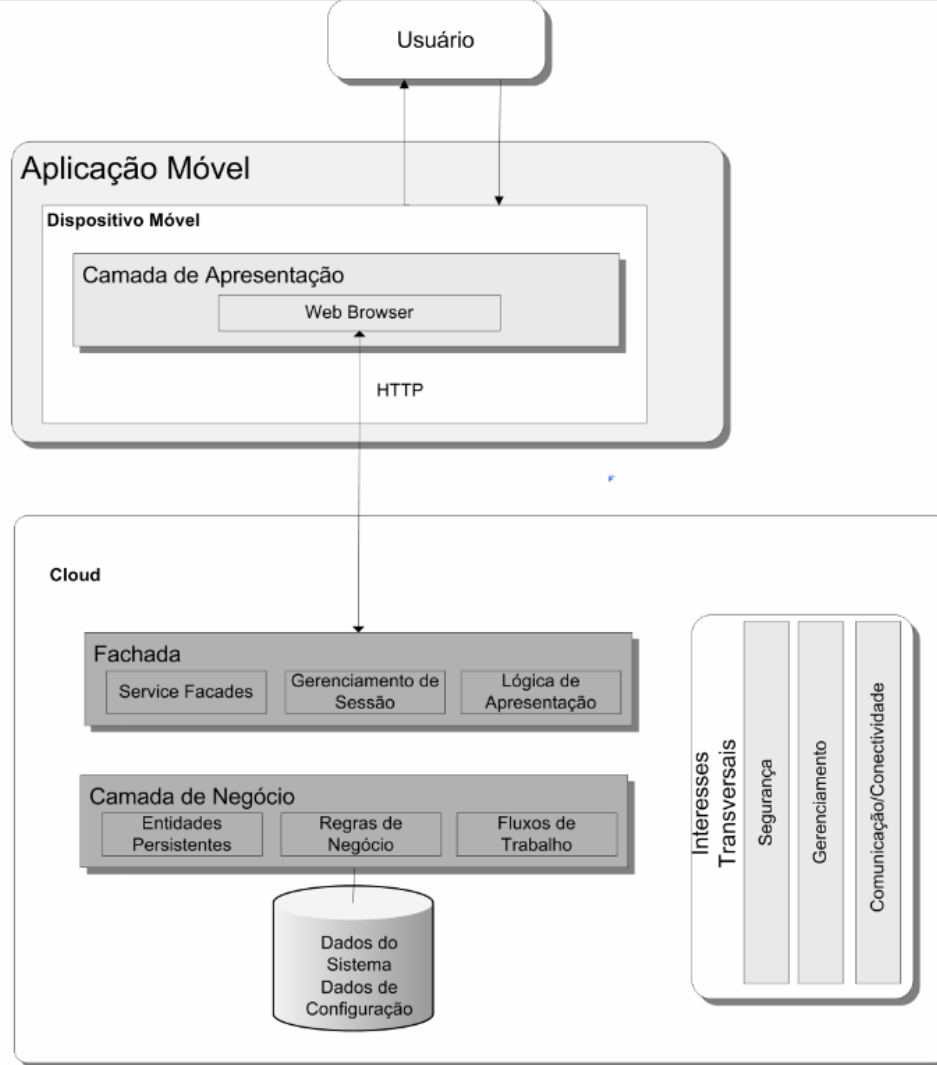 Usuário
Aplicação Móvel
Dispositivo Móvel
Camada de Apresentação
Web Browser
HTTP
Cloud
Fachada
Service Facades
Gerenciamento de
Sessão
Lógica de
Apresentação
Camada de Negócio
Entidades
Persistentes
Regras de
Negócio
Fluxos de
Trabalho
Dados do
Sistema
Dados de
Configuração
Interesses
Transversais
Segurança
Gerenciamento
Comunicação/Conectividade